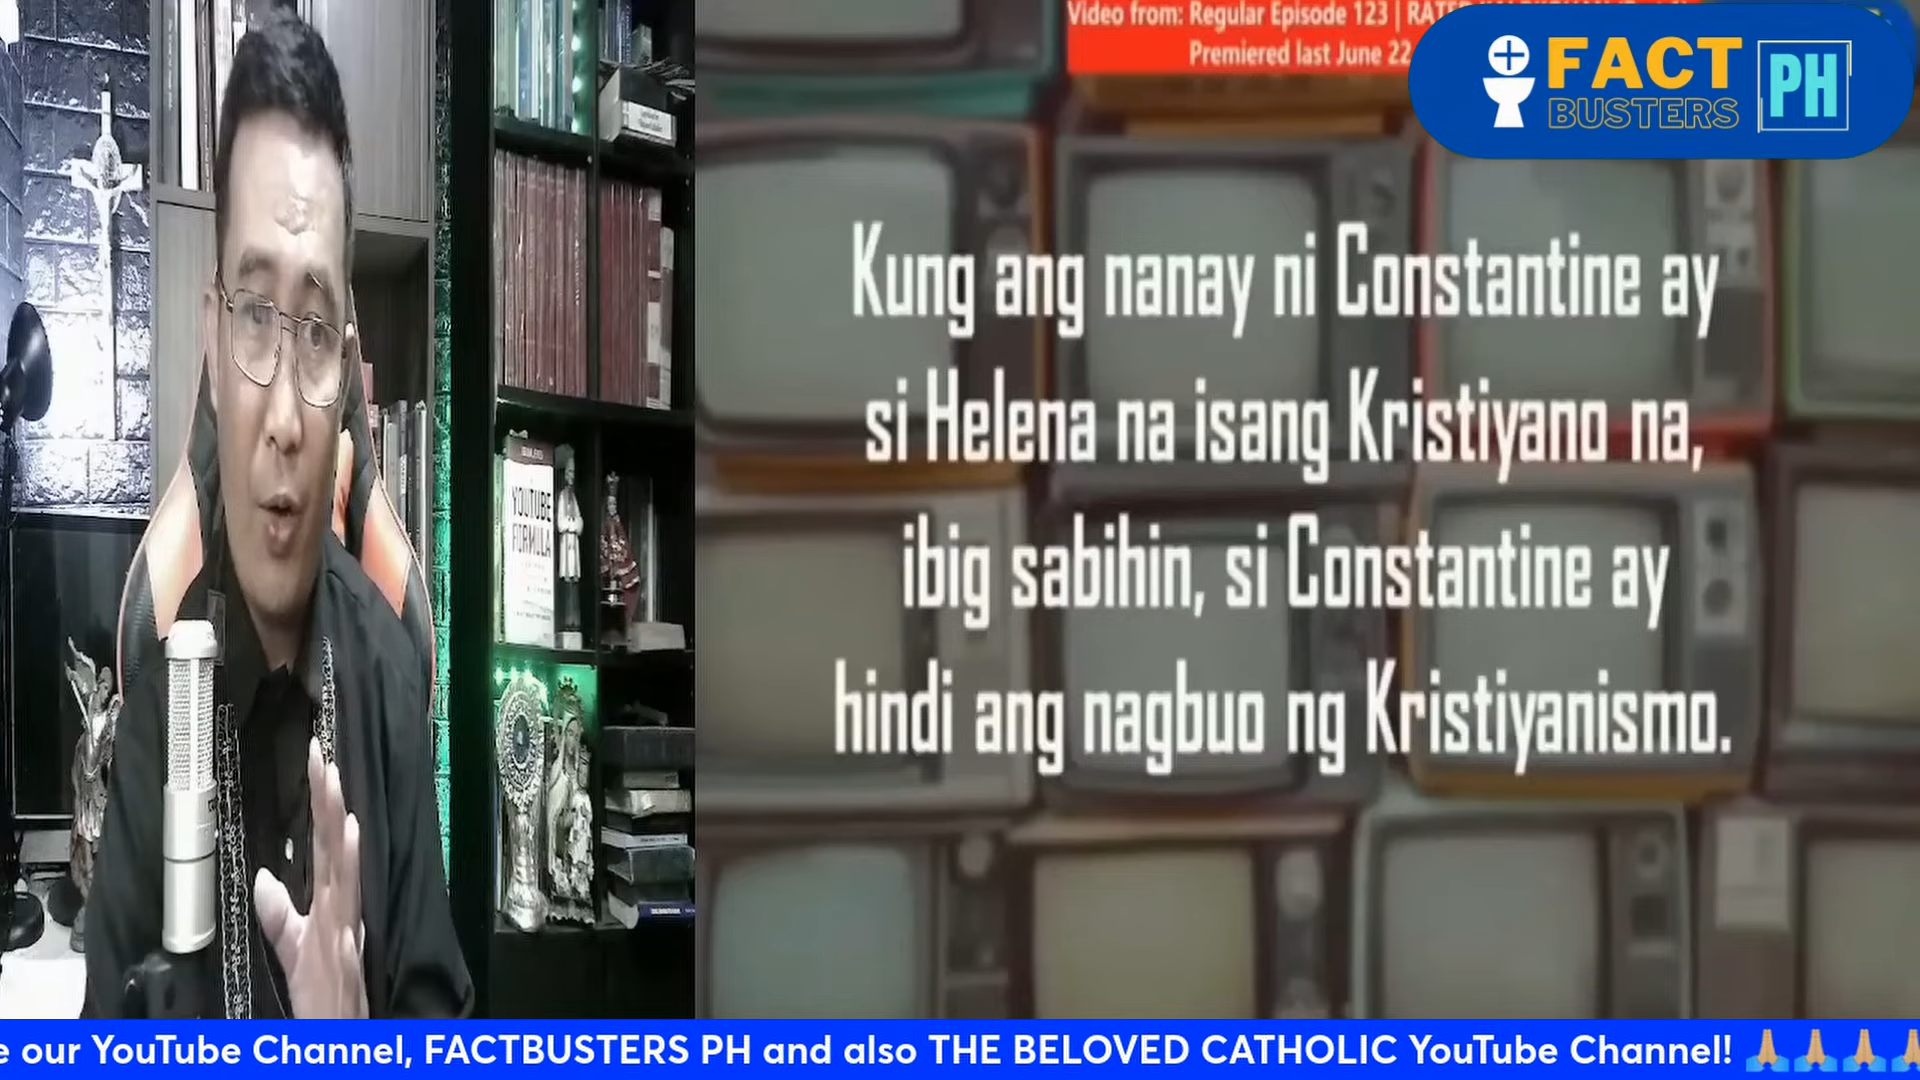 Video from: Regular Episode 123 |
Premiered last June 22
FACT
BUSTERS
PH
Kung ang nanay ni Constantine ay
si Helena na isang Kristiyano na,
ibig sabihin, si Constantine ay
hindi ang nagbuo ng Kristiyanismo.
YOUTUBE
FORMULA
e our YouTube Channel, FACTBUSTERS PH and also THE BELOVED CATHOLIC YouTube Channel! 🙏🙏🙏🙏